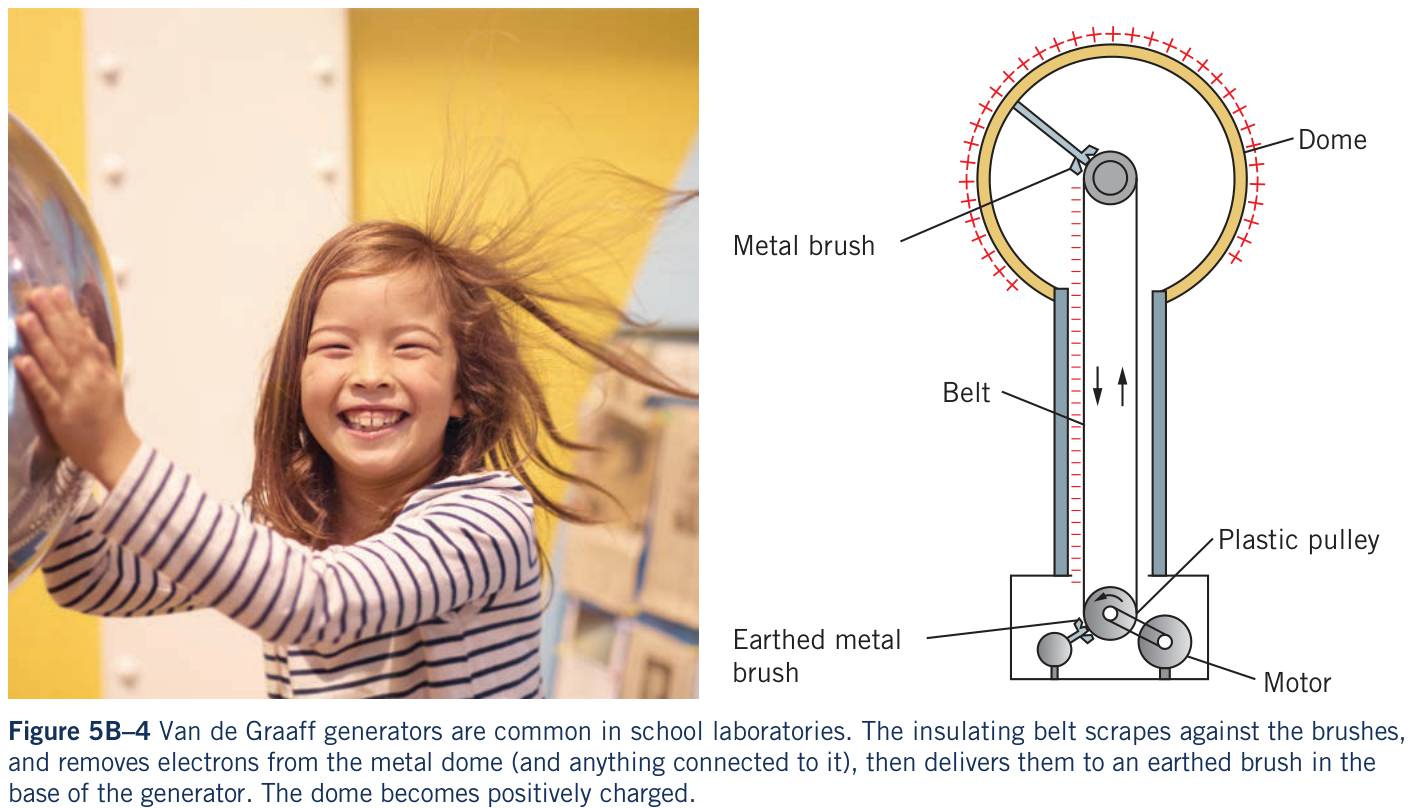 Dome
Metal brush
Belt
Plastic pulley
Earthed metal
brush
Motor
Figure 5B–4 Van de Graaff generators are common in school laboratories. The insulating belt scrapes against the brushes,
and removes electrons from the metal dome (and anything connected to it), then delivers them to an earthed brush in the
base of the generator. The dome becomes positively charged.